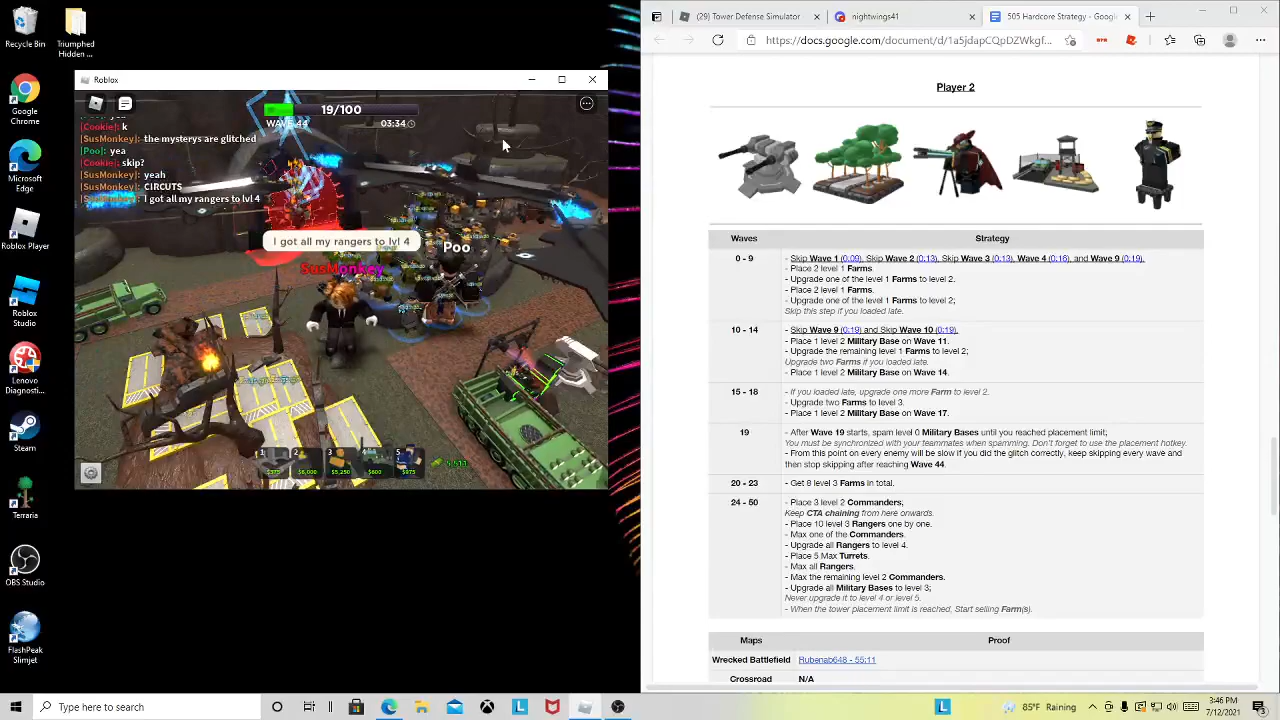 Recycle Bin
Triumphed
Hidden ...
Google
Chrome
Microsoft
Edge
Roblox Player
Roblox
Studio
Lenovo
Diagnosti...
Steam
Terraria
OBS Studio
FlashPeak
Slimjet
Roblox
19/100
WAVE 44
03:34
[Cookie]: k
[SusMonkey]: the mysterys are glitched
[Poo]: yea
[Cookie]: skip?
[SusMonkey]: yeah
[SusMonkey]: CIRCUTS
[SusMonkey]: I got all my rangers to lvl 4
I got all my rangers to lvl 4
Poo
SusMonkey
1 2 3 4 5
$375 $6,000 $5,250 $600 $975
(29) Tower Defense Simulator
nightwing41
505 Hardcore Strategy - Google
https://docs.google.com/document/d/1a5jdapCQpDZWkgf...
Player 2
Waves Strategy
0 - 9
- Skip Wave 1 (0:09), Skip Wave 2 (0:13), Skip Wave 3 (0:13), Wave 4 (0:16), and Wave 9 (0:19).
- Place 2 level 1 Farms
- Upgrade one of the level 1 Farms to level 2.
- Place 2 level 1 Farms.
- Upgrade one of the level 1 Farms to level 2;
Skip this step if you loaded late.
10 - 14
- Skip Wave 9 (0:19) and Skip Wave 10 (0:19).
- Place 1 level 2 Military Base on Wave 11.
- Upgrade the remaining level 1 Farms to level 2;
Upgrade two Farms if you loaded late.
- Place 1 level 2 Military Base on Wave 14.
15 - 18
- If you loaded late, upgrade one more Farm to level 2.
- Upgrade two Farms to level 3.
- Place 1 level 2 Military Base on Wave 17.
19
- After Wave 19 starts, spam level 0 Military Bases until you reached placement limit;
You must be synchronized with your teammates when spamming. Don't forget to use the placement hotkey.
- From this point on every enemy will be slow if you did the glitch correctly, keep skipping every wave and
then stop skipping after reaching Wave 44.
20 - 23
- Get 8 level 3 Farms in total.
24 - 50
- Place 3 level 2 Commanders,
Keep CTA chaining from here onwards.
- Place 10 level 3 Rangers one by one.
- Max one of the Commanders.
- Upgrade all Rangers to level 4.
- Place 5 Max Turrets.
- Max all Rangers.
- Max the remaining level 2 Commanders.
- Upgrade all Military Bases to level 3;
Never upgrade it to level 4 or level 5.
- When the tower placement limit is reached, Start selling Farm(s).
Maps Proof
Wrecked Battlefield Rubenab648 - 55:11
Crossroad N/A
Type here to search
85°F Raining
3:46 PM
7/12/2021